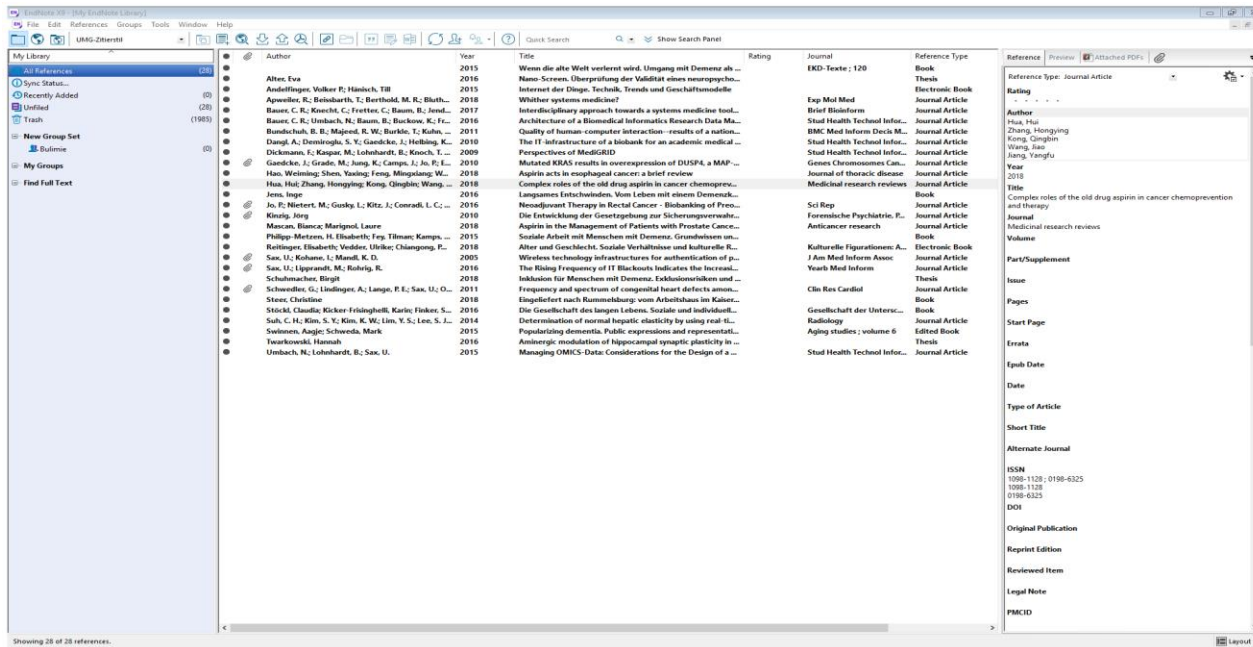 EndNote X8 - [My EndNote Library]
File Edit References Groups Tools Window Help
UMG-Zitierstil Quick Search Show Search Panel
My Library
All References (28)
Sync Status...
Recently Added (0)
Unfiled (28)
Trash (1985)
New Group Set
Bulimie (0)
My Groups
Find Full Text
Author Year Title Rating Journal Reference Type
2015 Wenn die alte Welt verlernt wird. Umgang mit Demenz als ... EKD-Texte ; 120 Book
Alter, Eva 2016 Nano-Screen. Überprüfung der Validität eines neuropsycho... Thesis
Andelfinger, Volker P.; Hänisch, Till 2015 Internet der Dinge. Technik, Trends und Geschäftsmodelle Electronic Book
Apweiler, R.; Beissbarth, T.; Berthold, M. R.; Bluth... 2018 Whither systems medicine? Exp Mol Med Journal Article
Bauer, C. R.; Knecht, C.; Fretter, C.; Baum, B.; Jend... 2017 Interdisciplinary approach towards a systems medicine tool... Brief Bioinform Journal Article
Bauer, C. R.; Umbach, N.; Baum, B.; Buckow, K.; Fr... 2016 Architecture of a Biomedical Informatics Research Data Ma... Stud Health Technol Infor... Journal Article
Bundschuh, B. B.; Majeed, R. W.; Burkle, T.; Kuhn, ... 2011 Quality of human-computer interaction--results of a nation... BMC Med Inform Decis M... Journal Article
Dangl, A.; Demiroglu, S. Y.; Gaedcke, J.; Helbing, K... 2010 The IT-infrastructure of a biobank for an academic medical ... Stud Health Technol Infor... Journal Article
Dickmann, F.; Kaspar, M.; Lohnhardt, B.; Knoch, T. ... 2009 Perspectives of MediGRID Stud Health Technol Infor... Journal Article
Gaedcke, J.; Grade, M.; Jung, K.; Camps, J.; Jo, P.; E... 2010 Mutated KRAS results in overexpression of DUSP4, a MAP-... Genes Chromosomes Can... Journal Article
Hao, Weiming; Shen, Yaxing; Feng, Mingxiang; W... 2018 Aspirin acts in esophageal cancer: a brief review Journal of thoracic disease Journal Article
Hua, Hui; Zhang, Hongying; Kong, Qingbin; Wang, ... 2018 Complex roles of the old drug aspirin in cancer chemoprev... Medicinal research reviews Journal Article
Jens, Inge 2016 Langsames Entschwinden. Vom Leben mit einem Demenzk... Book
Jo, P.; Nietert, M.; Gusky, L.; Kitz, J.; Conradi, L. C.; ... 2016 Neoadjuvant Therapy in Rectal Cancer - Biobanking of Preo... Sci Rep Journal Article
Kinzig, Jörg 2010 Die Entwicklung der Gesetzgebung zur Sicherungsverwahr... Forensische Psychiatrie, P... Journal Article
Mascan, Bianca; Marignol, Laure 2018 Aspirin in the Management of Patients with Prostate Cance... Anticancer research Journal Article
Philipp-Metzen, H. Elisabeth; Fey, Tilman; Kamps, ... 2015 Soziale Arbeit mit Menschen mit Demenz. Grundwissen un... Book
Reitinger, Elisabeth; Vedder, Ulrike; Chiangong, P... 2018 Alter und Geschlecht. Soziale Verhältnisse und kulturelle R... Kulturelle Figurationen: A... Electronic Book
Sax, U.; Kohane, I.; Mandl, K. D. 2005 Wireless technology infrastructures for authentication of p... J Am Med Inform Assoc Journal Article
Sax, U.; Lipprandt, M.; Rohrig, R. 2016 The Rising Frequency of IT Blackouts Indicates the Increasi... Yearb Med Inform Journal Article
Schuhmacher, Birgit 2018 Inklusion für Menschen mit Demenz. Exklusionsrisiken und ... Thesis
Schwedler, G.; Lindinger, A.; Lange, P. E.; Sax, U.; O... 2011 Frequency and spectrum of congenital heart defects amon... Clin Res Cardiol Journal Article
Steer, Christine 2018 Eingeliefert nach Rummelsburg: vom Arbeitshaus im Kaiser... Book
Stöckl, Claudia; Kicker-Frisinghelli, Karin; Finker, S... 2016 Die Gesellschaft des langen Lebens. Soziale und individuell... Gesellschaft der Untersc... Book
Suh, C. H.; Kim, S. Y.; Kim, K. W.; Lim, Y. S.; Lee, S. J... 2014 Determination of normal hepatic elasticity by using real-ti... Radiology Journal Article
Swinnen, Aagje; Schweda, Mark 2015 Popularizing dementia. Public expressions and representati... Aging studies ; volume 6 Edited Book
Twarkowski, Hannah 2016 Aminergic modulation of hippocampal synaptic plasticity in ... Thesis
Umbach, N.; Lohnhardt, B.; Sax, U. 2015 Managing OMICS-Data: Considerations for the Design of a ... Stud Health Technol Infor... Journal Article
Reference Preview Attached PDFs
Reference Type: Journal Article
Rating
Author
Hua, Hui
Zhang, Hongying
Kong, Qingbin
Wang, Jiao
Jiang, Yangfu
Year
2018
Title
Complex roles of the old drug aspirin in cancer chemoprevention
and therapy
Journal
Medicinal research reviews
Volume
Part/Supplement
Issue
Pages
Start Page
Errata
Epub Date
Date
Type of Article
Short Title
Alternate Journal
ISSN
1098-1128 ; 0198-6325
1098-1128
0198-6325
DOI
Original Publication
Reprint Edition
Reviewed Item
Legal Note
PMCID
Showing 28 of 28 references.
Layout